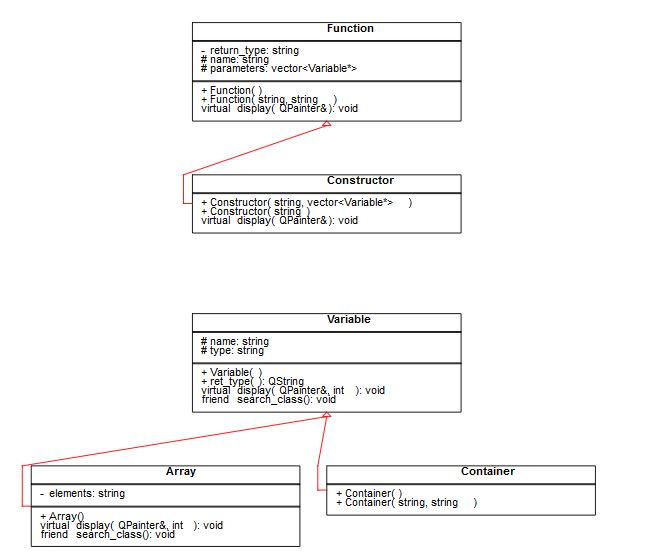 Function
- return_type: string
# name: string
# parameters: vector<Variable*>
+ Function( )
+ Function( string, string )
virtual display( QPainter& ): void
Constructor
+ Constructor( string, vector<Variable*> )
+ Constructor( string )
virtual display( QPainter& ): void
Variable
# name: string
# type: string
+ Variable( )
+ ret_type( ): QString
virtual display( QPainter&, int ): void
friend search_class(): void
Array
- elements: string
+ Array()
virtual display( QPainter&, int ): void
friend search_class(): void
Container
+ Container( )
+ Container( string, string )